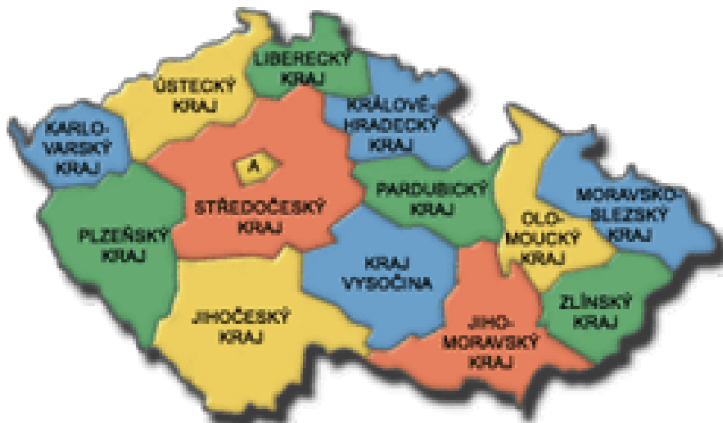 LIBERECKÝ
KRAJ
ÚSTECKÝ
KRAJ
KRÁLOVÉ-
HRADECKÝ
KRAJ
KARLO-
VARSKÝ
KRAJ
A
PARDUBICKÝ
KRAJ
MORAVSKO-
SLEZSKÝ
KRAJ
STŘEDOČESKÝ
KRAJ
OLO-
MOUCKÝ
KRAJ
PLZEŇSKÝ
KRAJ
KRAJ
VYSOČINA
ZLÍNSKÝ
KRAJ
JIHOČESKÝ
KRAJ
JIHO-
MORAVSKÝ
KRAJ